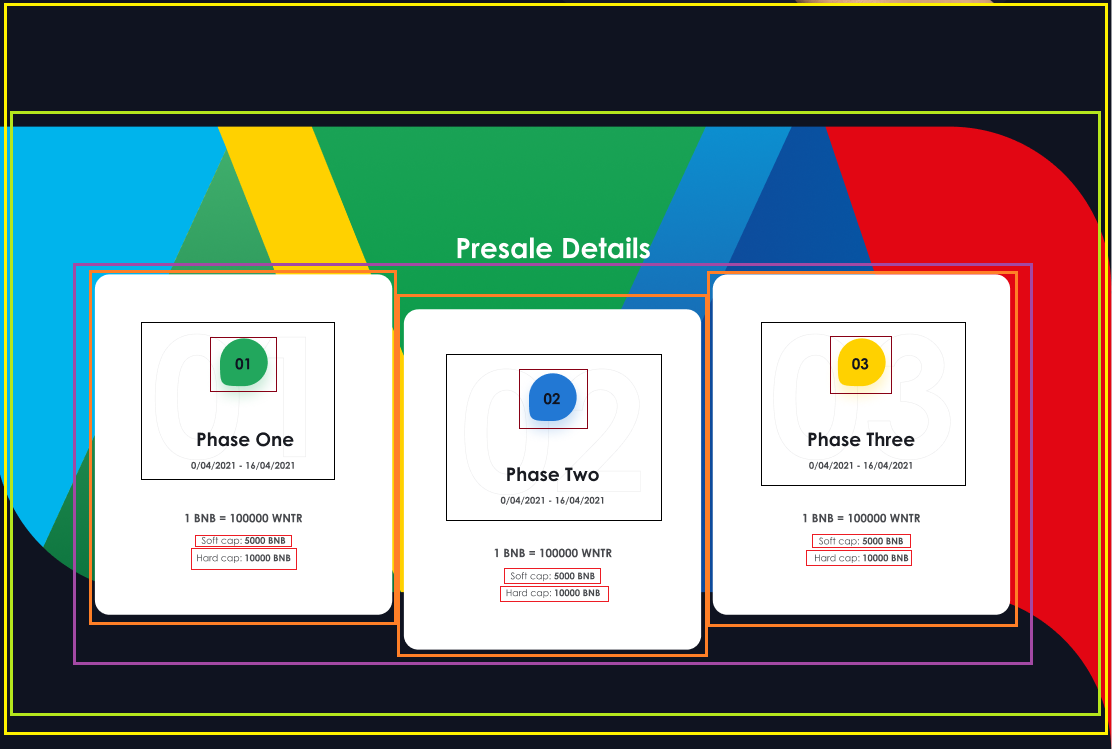 Presale Details
01
Phase One
0/04/2021 - 16/04/2021
1 BNB = 100000 WNTR
Soft cap: 5000 BNB
Hard cap: 10000 BNB
02
Phase Two
0/04/2021 - 16/04/2021
1 BNB = 100000 WNTR
Soft cap: 5000 BNB
Hard cap: 10000 BNB
03
Phase Three
0/04/2021 - 16/04/2021
1 BNB = 100000 WNTR
Soft cap: 5000 BNB
Hard cap: 10000 BNB